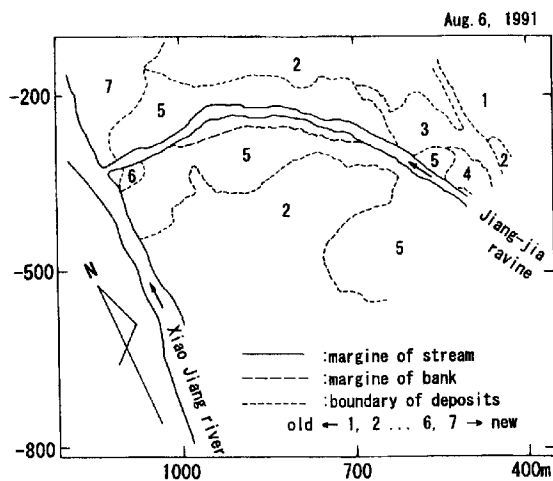 Aug. 6, 1991
7
2
5
1
-200
3
5
2
5
4
6
2
5
Jiang-jia
ravine
-500
N
Xiao Jiang river
:margine of stream
:margine of bank
:boundary of deposits
old ← 1, 2 ... 6, 7 → new
-800
1000
700
400m